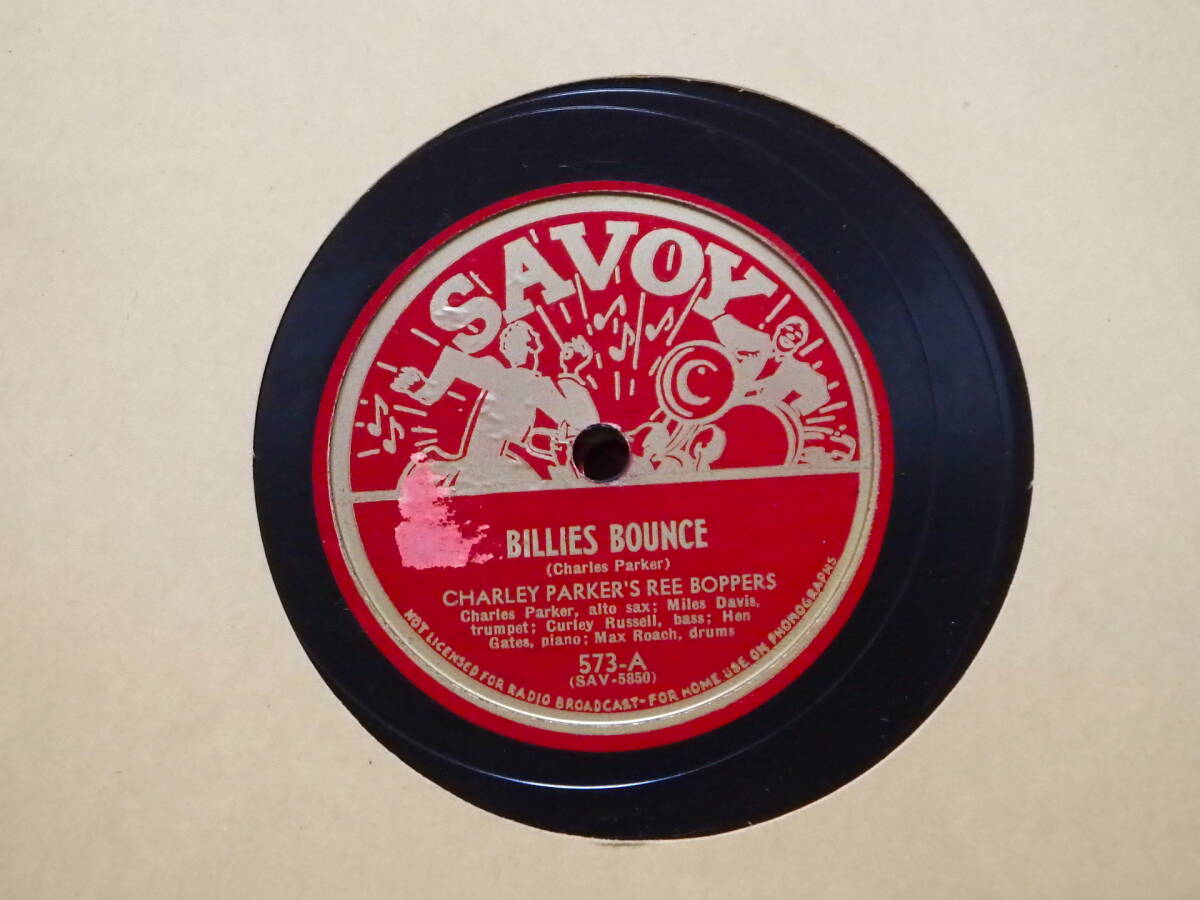 SAVOY
BILLIES BOUNCE
(Charles Parker)
CHARLEY PARKER'S REE BOPPERS
Charles Parker, alto sax; Miles Davis,
trumpet; Curley Russell, bass; Hen
Gates, piano; Max Roach, drums
573-A
(SAV-5850)
NOT LICENSED FOR RADIO BROADCAST-FOR HOME USE ON PHONOGRAPHS